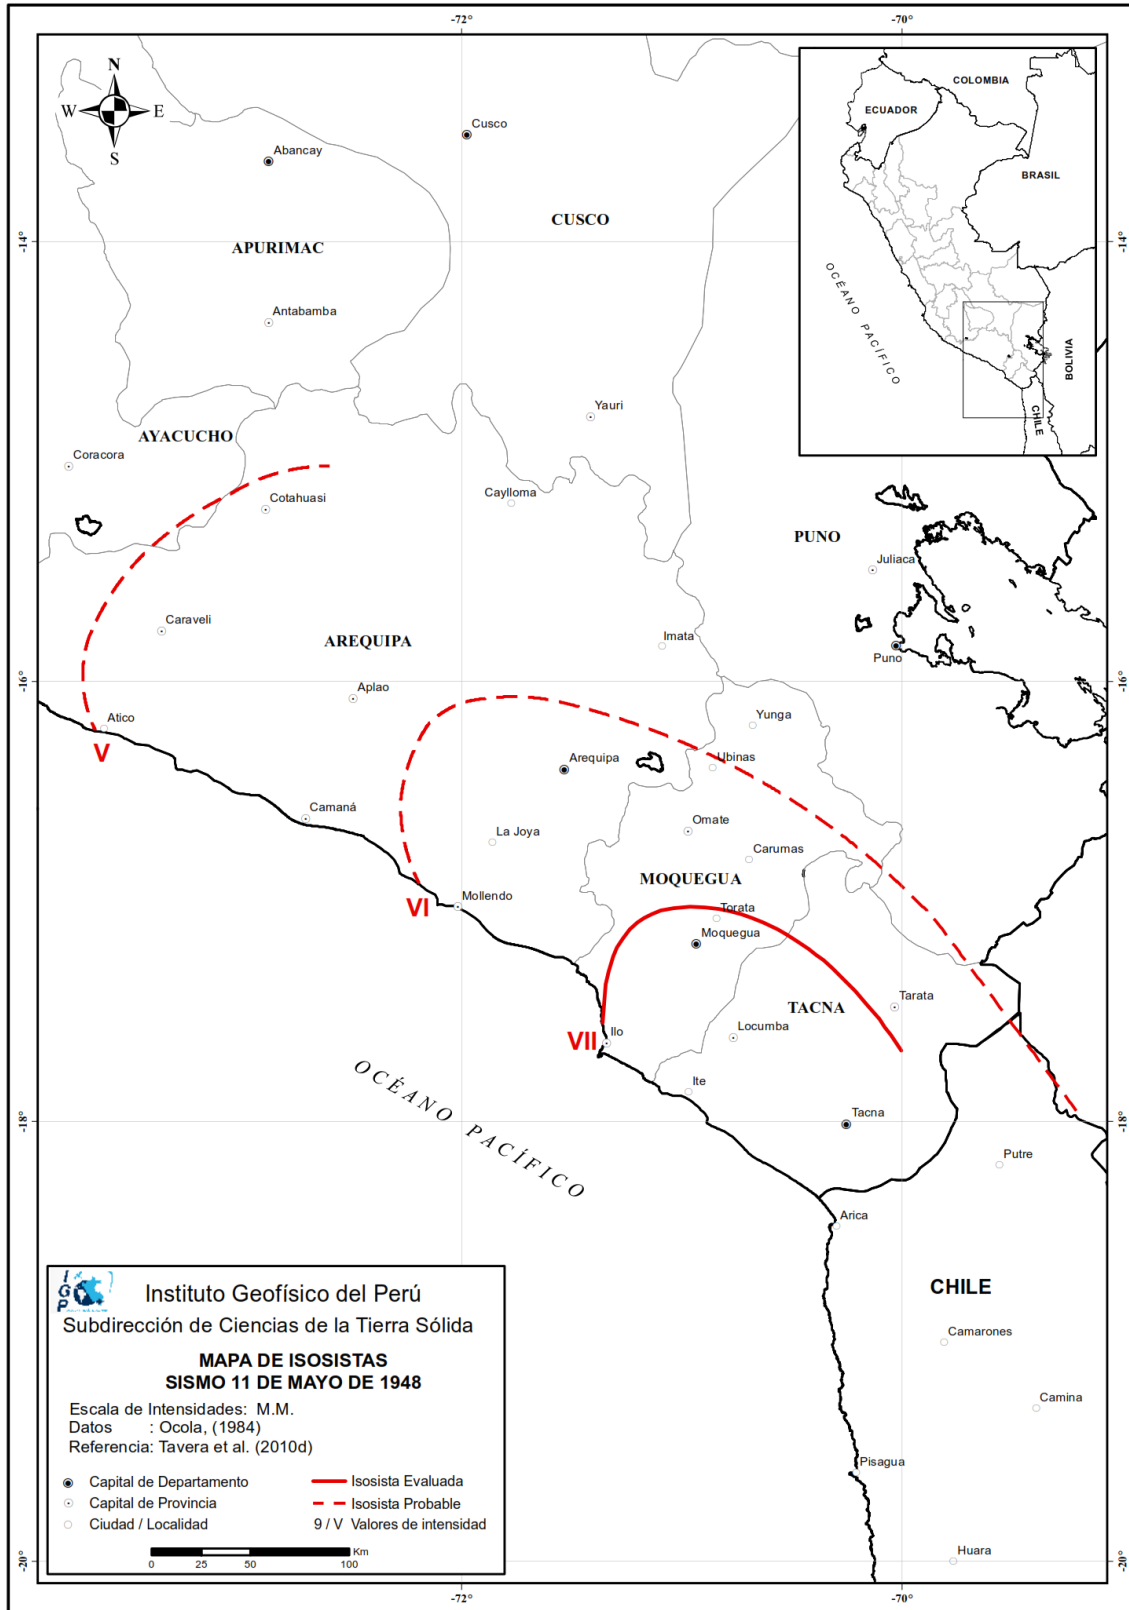 -72°
-70°
N
W
E
S
COLOMBIA
ECUADOR
BRASIL
OCÉANO PACÍFICO
BOLIVIA
CHILE
Cusco
Abancay
CUSCO
APURIMAC
-14°
-14°
Antabamba
Yauri
AYACUCHO
Coracora
Cotahuasi
Caylloma
PUNO
Juliaca
Caraveli
AREQUIPA
Imata
Puno
-16°
-16°
Aplao
Atico
V
Yunga
Arequipa
Ubinas
Camaná
La Joya
Omate
Carumas
MOQUEGUA
Mollendo
VI
Torata
Moquegua
Tarata
TACNA
Ilo
VII
Locumba
Ite
OCÉANO PACÍFICO
Tacna
-18°
-18°
Putre
Arica
CHILE
Camarones
Camina
Pisagua
Huara
-20°
-20°
IGP
Instituto Geofísico del Perú
Subdirección de Ciencias de la Tierra Sólida
MAPA DE ISOSISTAS
SISMO 11 DE MAYO DE 1948
Escala de Intensidades: M.M.
Datos : Ocola, (1984)
Referencia: Tavera et al. (2010d)
Capital de Departamento
Isosista Evaluada
Capital de Provincia
Isosista Probable
Ciudad / Localidad
9 / V Valores de intensidad
Km
0 25 50 100
-72°
-70°